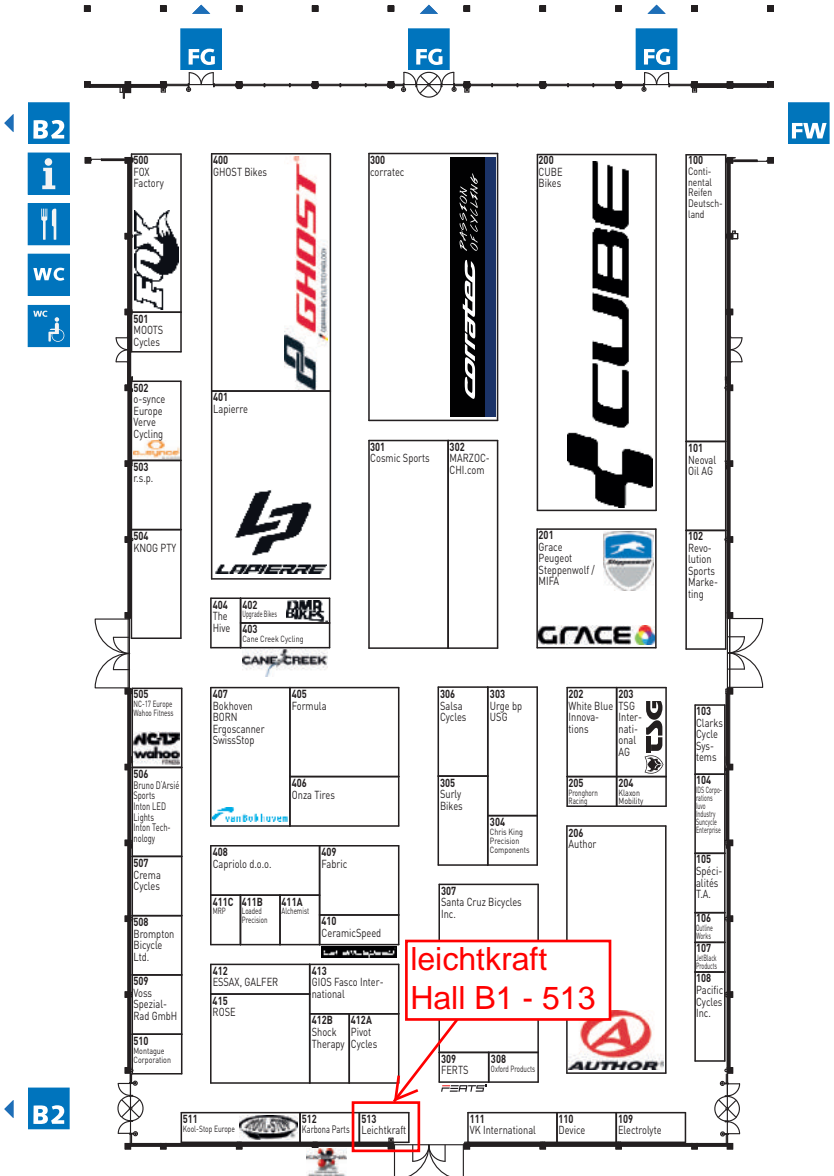 FG
FG
FG
B2
FW
i
WC
WC
500
FOX
Factory
FOX
501
MOOTS
Cycles
502
o-synce
Europe
Verve
Cycling
o_synce
503
r.s.p.
504
KNOG PTY
400
GHOST Bikes
GHOST
GERMAN BICYCLE TECHNOLOGY
401
Lapierre
LAPIERRE
404
The
Hive
402
Upgrade Bikes
DMR
BIKES
403
Cane Creek Cycling
CANE CREEK
300
corratec
corratec PASSION
OF CYCLING
301
Cosmic Sports
302
MARZOC-
CHI.com
200
CUBE
Bikes
CUBE
201
Grace
Peugeot
Steppenwolf /
MIFA
Steppenwolf
GRACE
100
Conti-
nental
Reifen
Deutsch-
land
101
Neoval
Oil AG
102
Revo-
lution
Sports
Marke-
ting
505
NC-17 Europe
Wahoo Fitness
NC-17
wahoo
FITNESS
506
Bruno D'Arsié
Sports
Inton LED
Lights
Inton Tech-
nology
507
Crema
Cycles
508
Brompton
Bicycle
Ltd.
509
Voss
Spezial-
Rad GmbH
510
Montague
Corporation
407
Bokhoven
BORN
Ergoscanner
SwissStop
van Bokhoven
405
Formula
406
Onza Tires
408
Capriolo d.o.o.
409
Fabric
411C
MRP
411B
Loaded
Precision
411A
Alchemist
410
CeramicSpeed
412
ESSAX, GALFER
413
GIOS Fasco Inter-
national
415
ROSE
412B
Shock
Therapy
412A
Pivot
Cycles
306
Salsa
Cycles
303
Urge bp
USG
305
Surly
Bikes
304
Chris King
Precision
Components
307
Santa Cruz Bicycles
Inc.
309
FERTS
308
Oxford Products
FERTS
202
White Blue
Innova-
tions
203
TSG
Inter-
nati-
onal
AG
TSG
205
Pronghorn
Racing
204
Klaxon
Mobility
206
Author
AUTHOR
103
Clarks
Cycle
Sys-
tems
104
IDS Corpo-
rations
Iuvo
Industry
Suncycle
Enterprise
105
Spéci-
alités
T.A.
106
Outline
Works
107
JetBlack
Products
108
Pacific
Cycles
Inc.
leichtkraft
Hall B1 - 513
B2
511
Kool-Stop Europe
KOOL-STOP
512
Karbona Parts
513
Leichtkraft
111
VK International
110
Device
109
Electrolyte